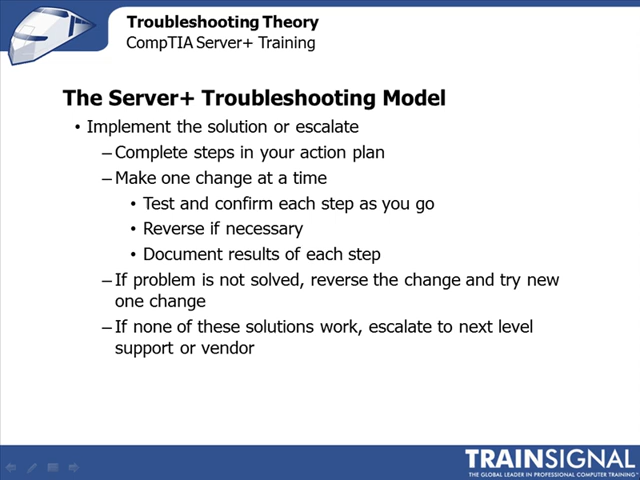 Troubleshooting Theory
CompTIA Server+ Training
The Server+ Troubleshooting Model
• Implement the solution or escalate
– Complete steps in your action plan
– Make one change at a time
• Test and confirm each step as you go
• Reverse if necessary
• Document results of each step
– If problem is not solved, reverse the change and try new
one change
– If none of these solutions work, escalate to next level
support or vendor
TRAINSIGNAL
THE GLOBAL LEADER IN PROFESSIONAL COMPUTER TRAINING™